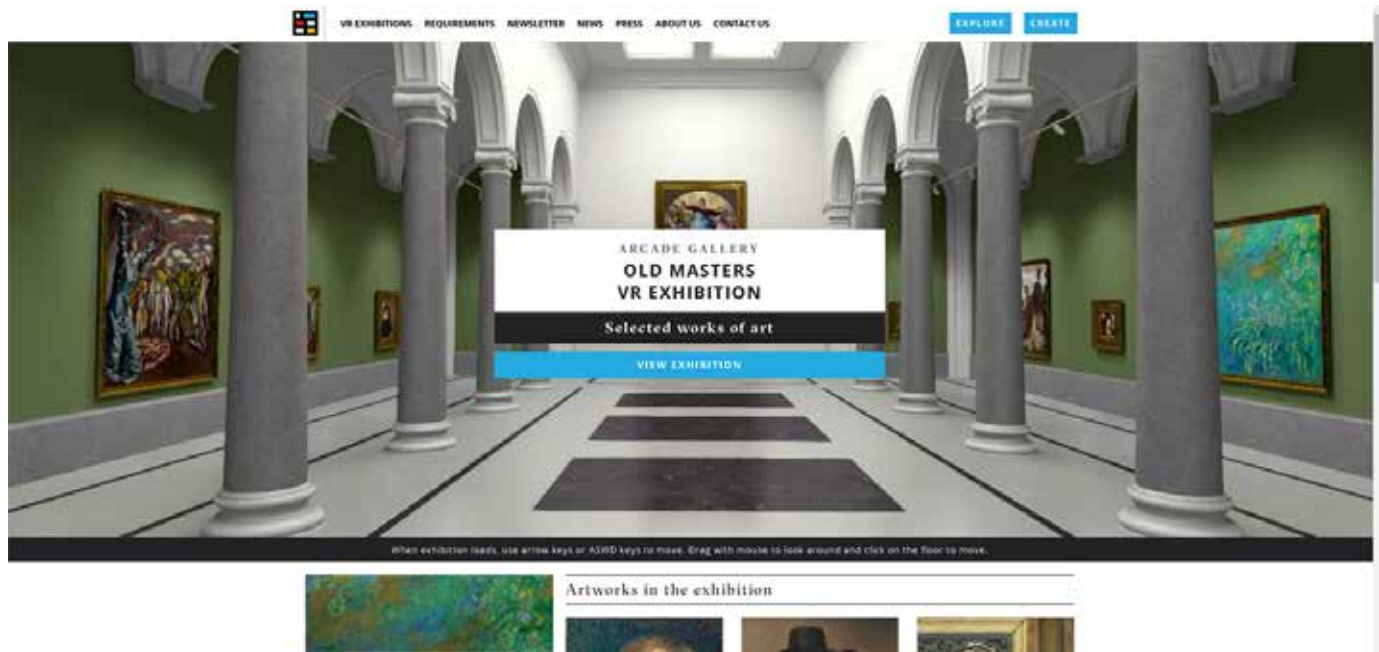 VR EXHIBITIONS REQUIREMENTS NEWSLETTER NEWS PRESS ABOUT US CONTACT US EXPLORE CREATE
ARCADE GALLERY
OLD MASTERS
VR EXHIBITION
Selected works of art
VIEW EXHIBITION
When exhibition loads, use arrow keys or ASWD keys to move. Drag with mouse to look around and click on the floor to move.
Artworks in the exhibition